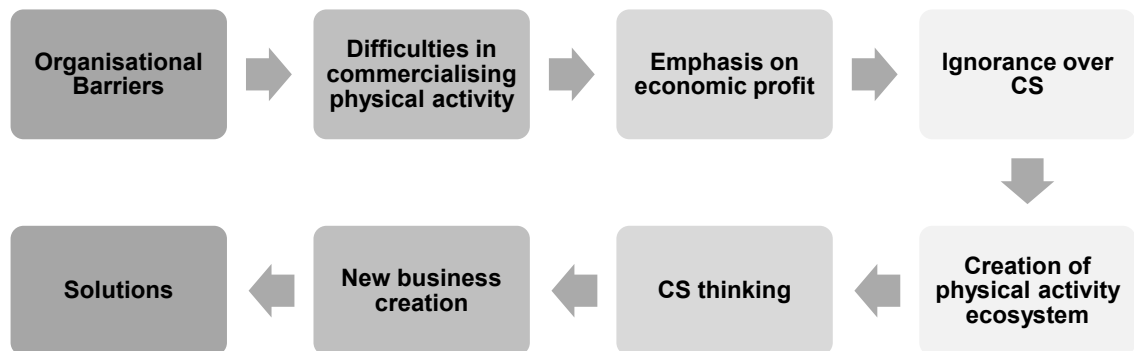 Organisational
Barriers
Difficulties in
commercialising
physical activity
Emphasis on
economic profit
Ignorance over
CS
Creation of
physical activity
ecosystem
CS thinking
New business
creation
Solutions